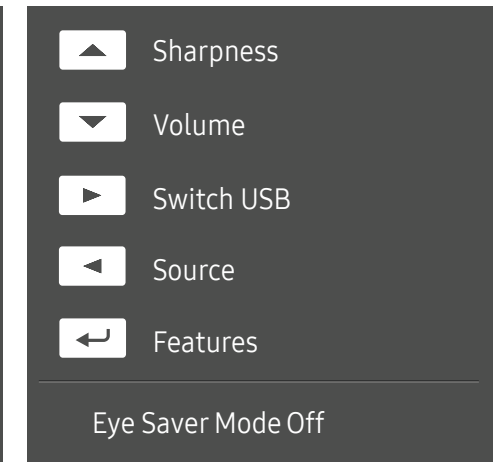 Sharpness
Volume
Switch USB
Source
Features
Eye Saver Mode Off